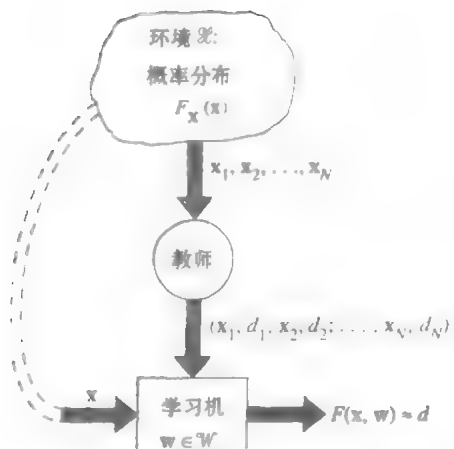 环境 𝒳:
概率分布
F_X(x)
x₁, x₂, ..., x_N
教师
(x₁, d₁, x₂, d₂; ..., x_N, d_N)
x
学习机
w ∈ 𝒲
F(x, w) ≈ d